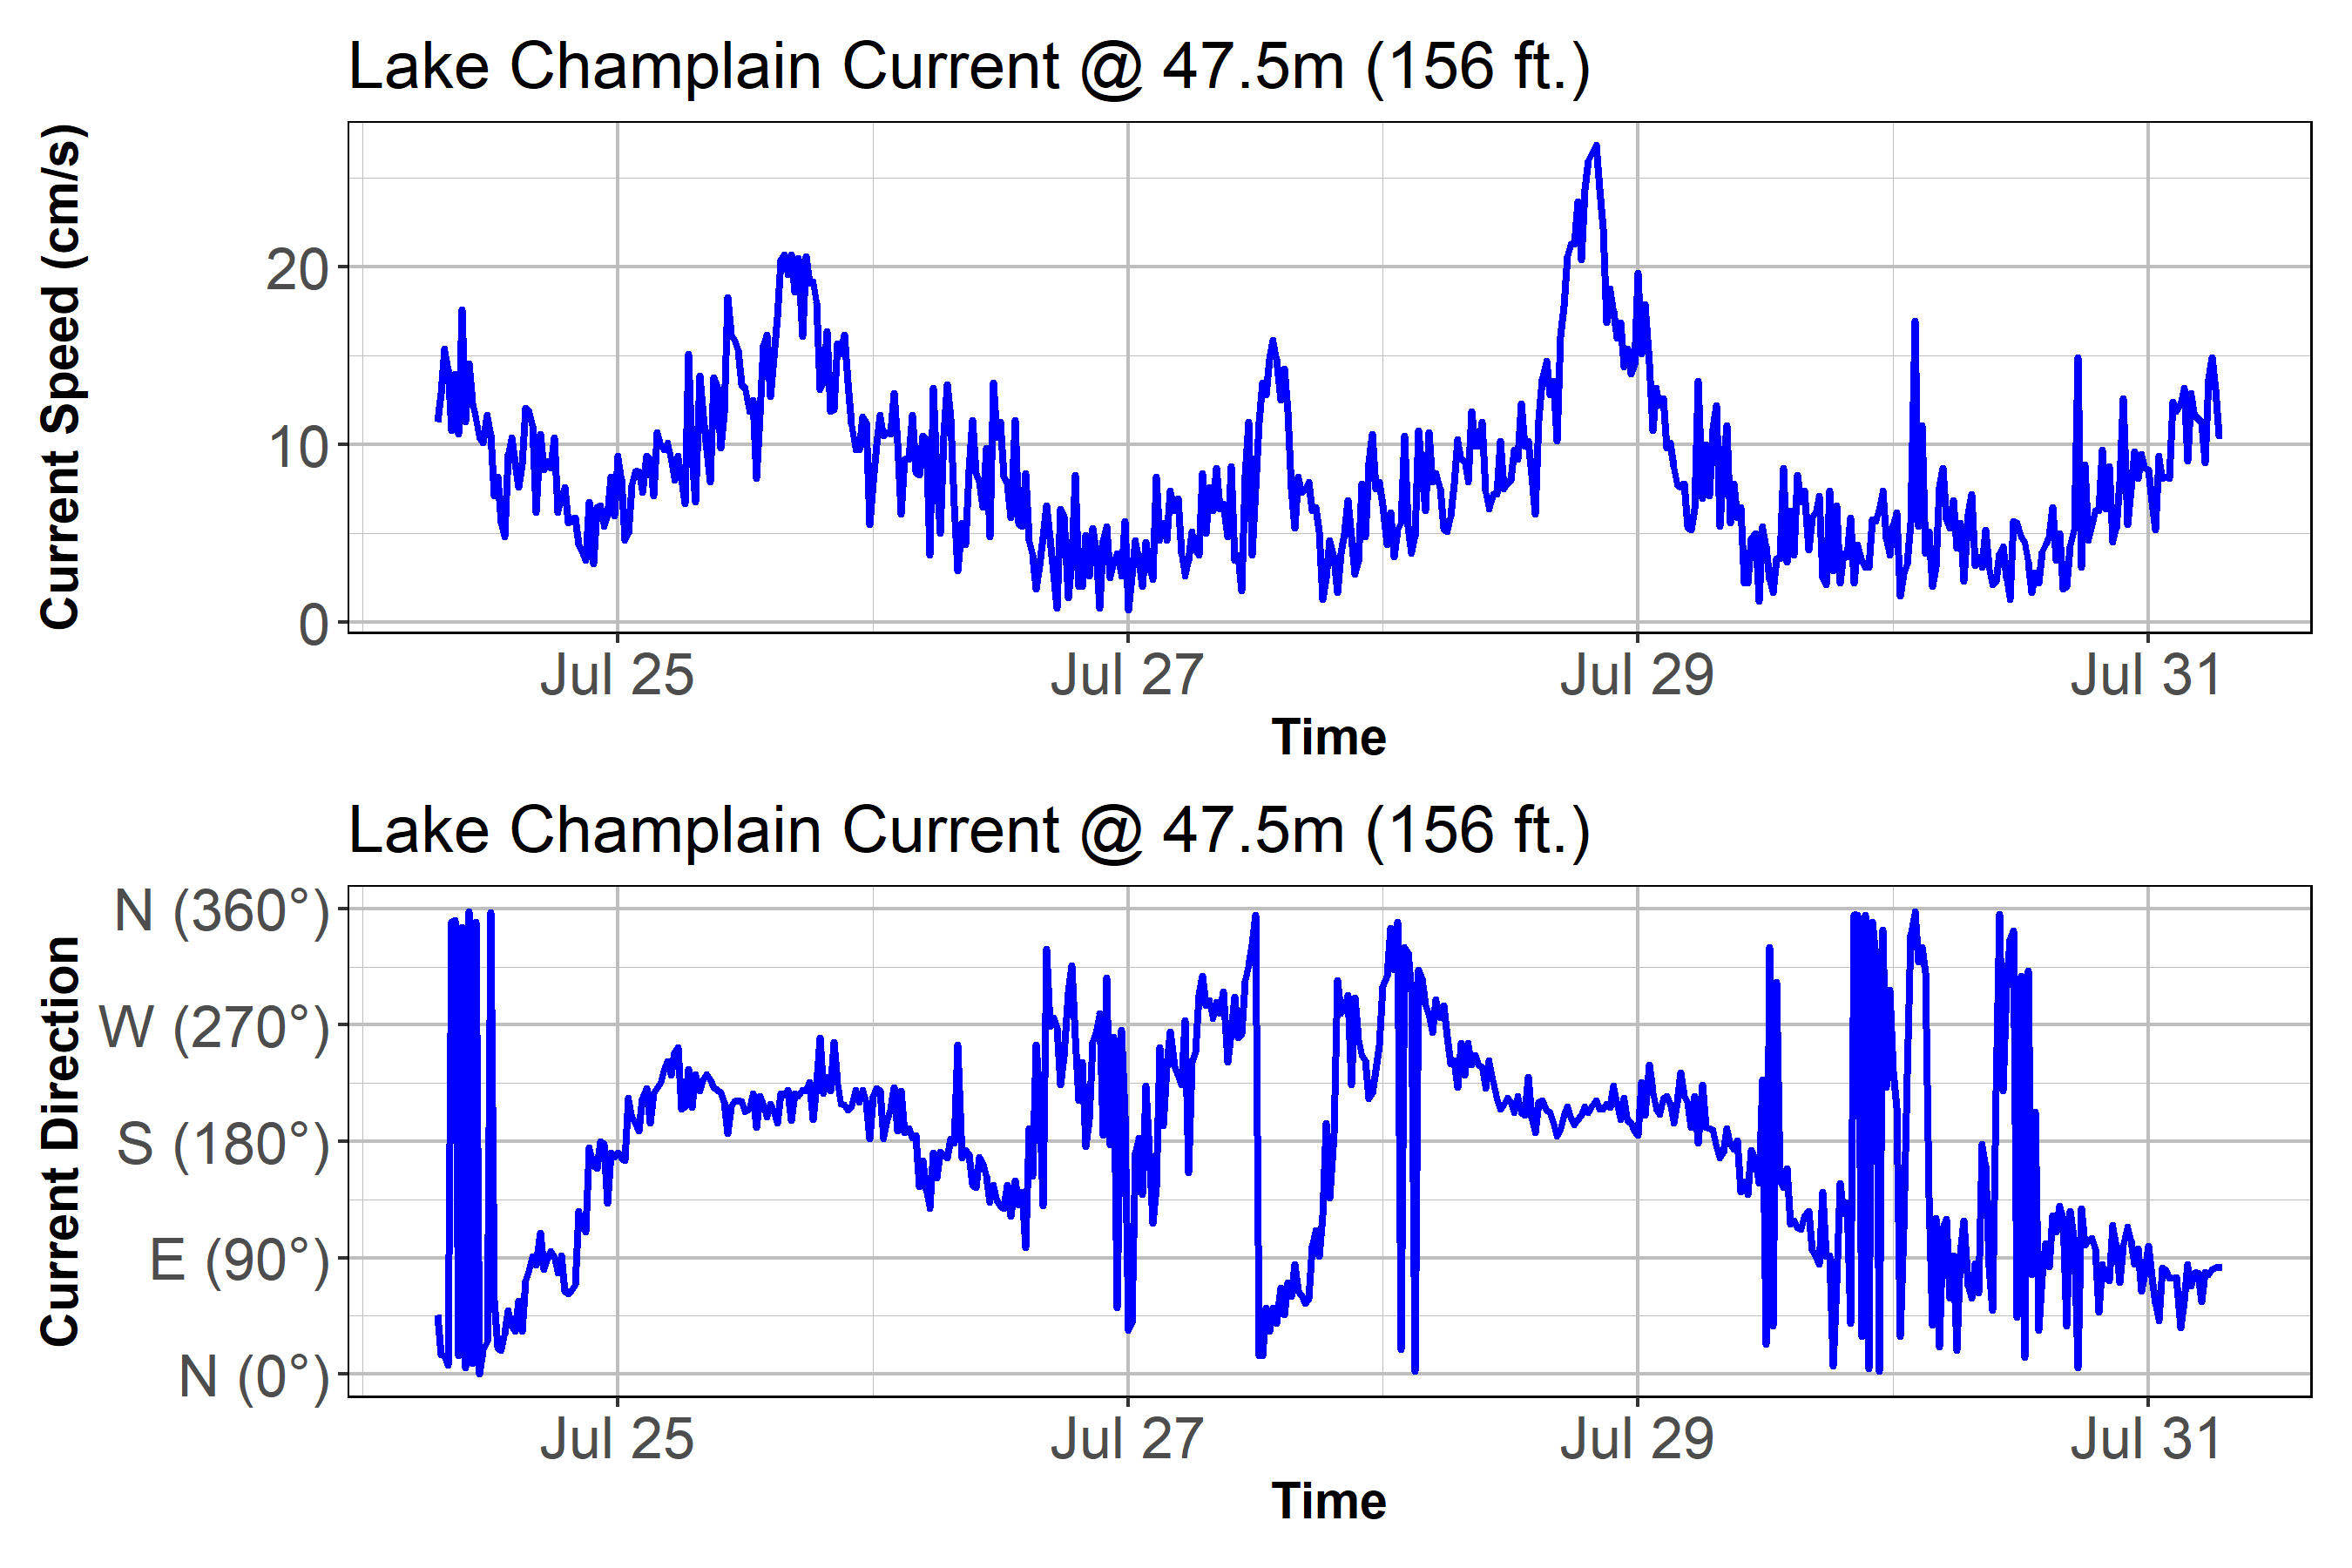 Lake Champlain Current @ 47.5m (156 ft.)
Current Speed (cm/s)
20
10
0
Jul 25 Jul 27 Jul 29 Jul 31
Time
Lake Champlain Current @ 47.5m (156 ft.)
Current Direction
N (360°)
W (270°)
S (180°)
E (90°)
N (0°)
Jul 25 Jul 27 Jul 29 Jul 31
Time